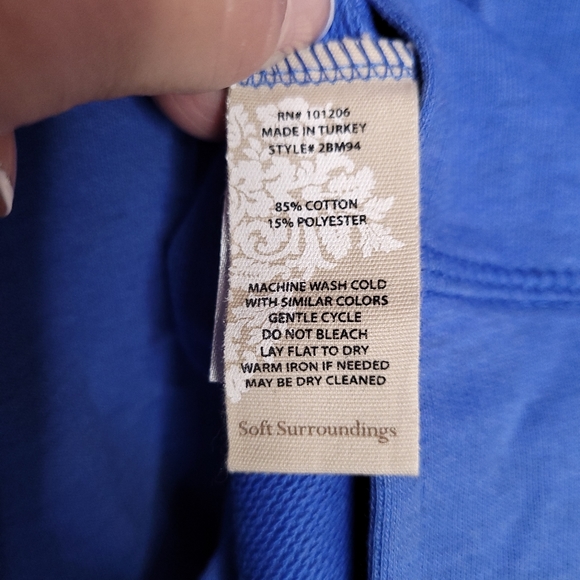 RN# 101206
MADE IN TURKEY
STYLE# 2BM94
85% COTTON
15% POLYESTER
MACHINE WASH COLD
WITH SIMILAR COLORS
GENTLE CYCLE
DO NOT BLEACH
LAY FLAT TO DRY
WARM IRON IF NEEDED
MAY BE DRY CLEANED
Soft Surroundings